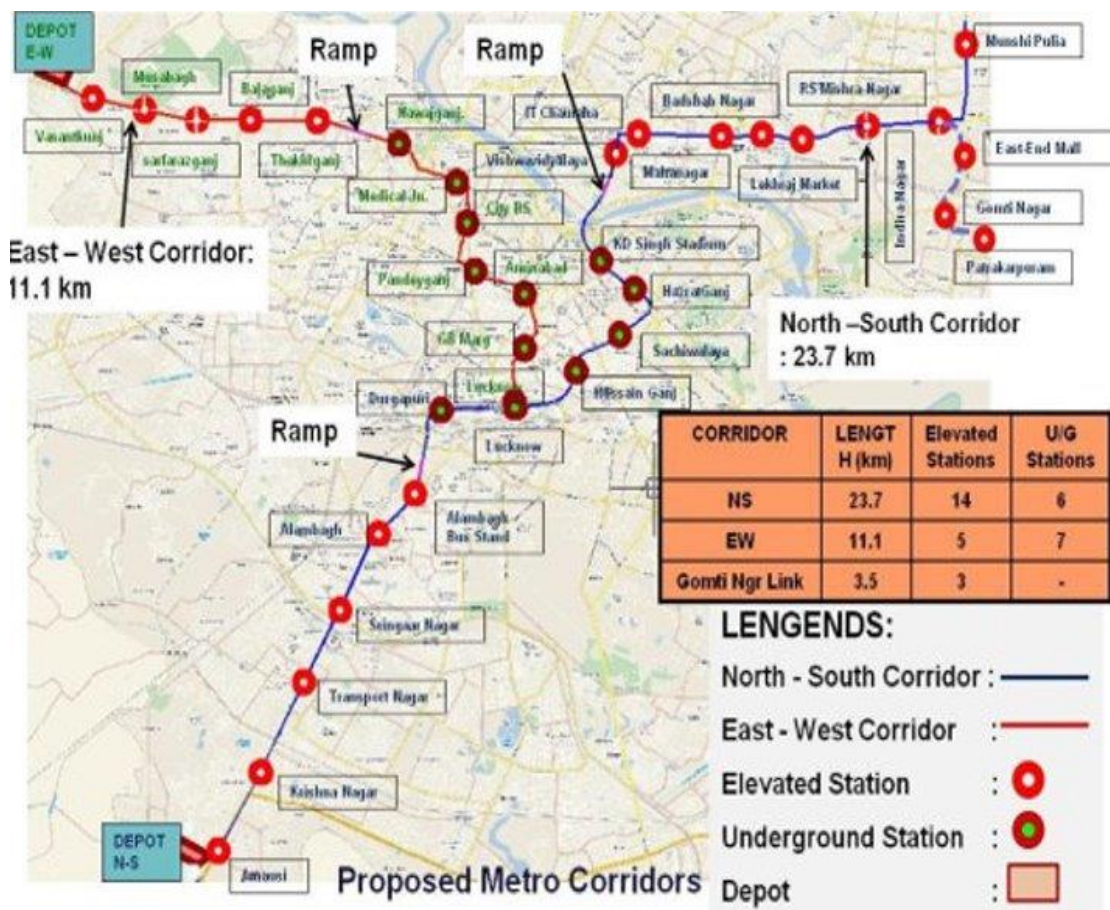 DEPOT
E-W
Ramp
Ramp
Munshi Pulia
Musabagh
Balaganj
Nawajganj.
IT Chauraha
Badshah Nagar
RS Mishra Nagar
Vasantkunj
sarfarazganj
Thakurganj
Vishwavidyalaya
Mahanagar
Lekhraj Market
Indira Nagar
East-End Mall
Medical Jn.
City RS
Gomti Nagar
East – West Corridor:
11.1 km
Pandeyganj
Aminabad
KD Singh Stadium
Patrakarpuram
HazratGanj
GB Marg
Sachiwalaya
North –South Corridor
: 23.7 km
Durgapuri
Lucknow
Hussain Ganj
Ramp
Lucknow
CORRIDOR LENGT H (km) Elevated Stations U/G Stations
NS 23.7 14 6
EW 11.1 5 7
Gomti Ngr Link 3.5 3 -
Alambagh
Alambagh
Bus Stand
Sringar Nagar
Transport Nagar
Krishna Nagar
DEPOT
N-S
Amausi
Proposed Metro Corridors
LENGENDS:
North - South Corridor :
East - West Corridor :
Elevated Station :
Underground Station :
Depot :